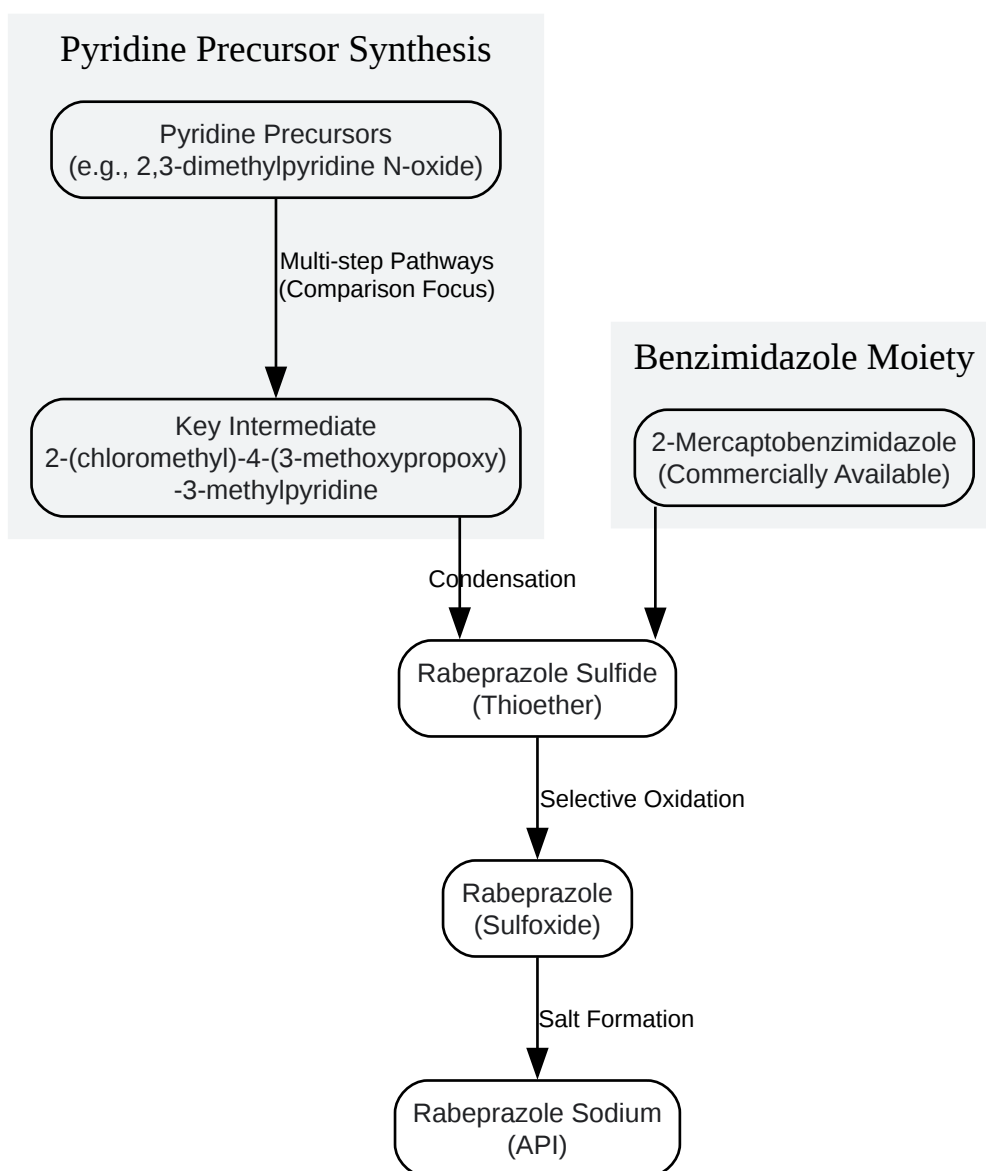 Pyridine Precursor Synthesis
Pyridine Precursors
(e.g., 2,3-dimethylpyridine N-oxide)
Multi-step Pathways
(Comparison Focus)
Key Intermediate
2-(chloromethyl)-4-(3-methoxypropoxy)
-3-methylpyridine
Benzimidazole Moiety
2-Mercaptobenzimidazole
(Commercially Available)
Condensation
Rabeprazole Sulfide
(Thioether)
Selective Oxidation
Rabeprazole
(Sulfoxide)
Salt Formation
Rabeprazole Sodium
(API)